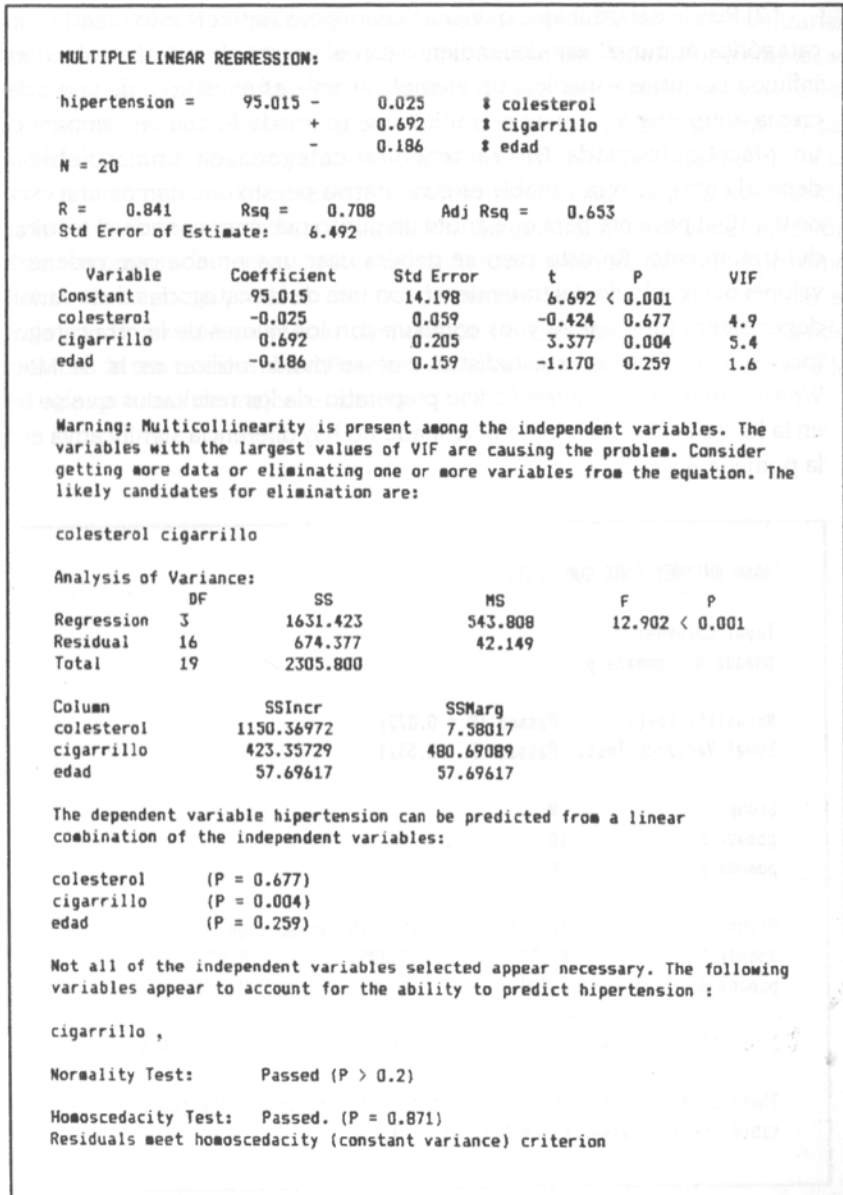 MULTIPLE LINEAR REGRESSION:
hipertension = 95.015 - 0.025 * colesterol
+ 0.692 * cigarrillo
- 0.186 * edad
N = 20
R = 0.841 Rsq = 0.708 Adj Rsq = 0.653
Std Error of Estimate: 6.492
Variable Coefficient Std Error t P VIF
Constant 95.015 14.198 6.692 < 0.001
colesterol -0.025 0.059 -0.424 0.677 4.9
cigarrillo 0.692 0.205 3.377 0.004 5.4
edad -0.186 0.159 -1.170 0.259 1.6
Warning: Multicollinearity is present among the independent variables. The
variables with the largest values of VIF are causing the problem. Consider
getting more data or eliminating one or more variables from the equation. The
likely candidates for elimination are:
colesterol cigarrillo
Analysis of Variance:
DF SS MS F P
Regression 3 1631.423 543.808 12.902 < 0.001
Residual 16 674.377 42.149
Total 19 2305.800
Column SSIncr SSMarg
colesterol 1150.36972 7.58017
cigarrillo 423.35729 480.69089
edad 57.69617 57.69617
The dependent variable hipertension can be predicted from a linear
combination of the independent variables:
colesterol (P = 0.677)
cigarrillo (P = 0.004)
edad (P = 0.259)
Not all of the independent variables selected appear necessary. The following
variables appear to account for the ability to predict hipertension :
cigarrillo ,
Normality Test: Passed (P > 0.2)
Homoscedacity Test: Passed. (P = 0.871)
Residuals meet homoscedacity (constant variance) criterion